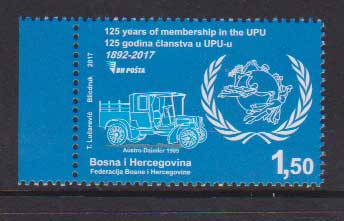 125 years of membership in the UPU
125 godina članstva u UPU-u
1892-2017
BH POŠTA
T. Lučarević Blicdruk 2017
Austro Daimler 1905
Bosna i Hercegovina
Federacija Bosne i Hercegovine
1,50